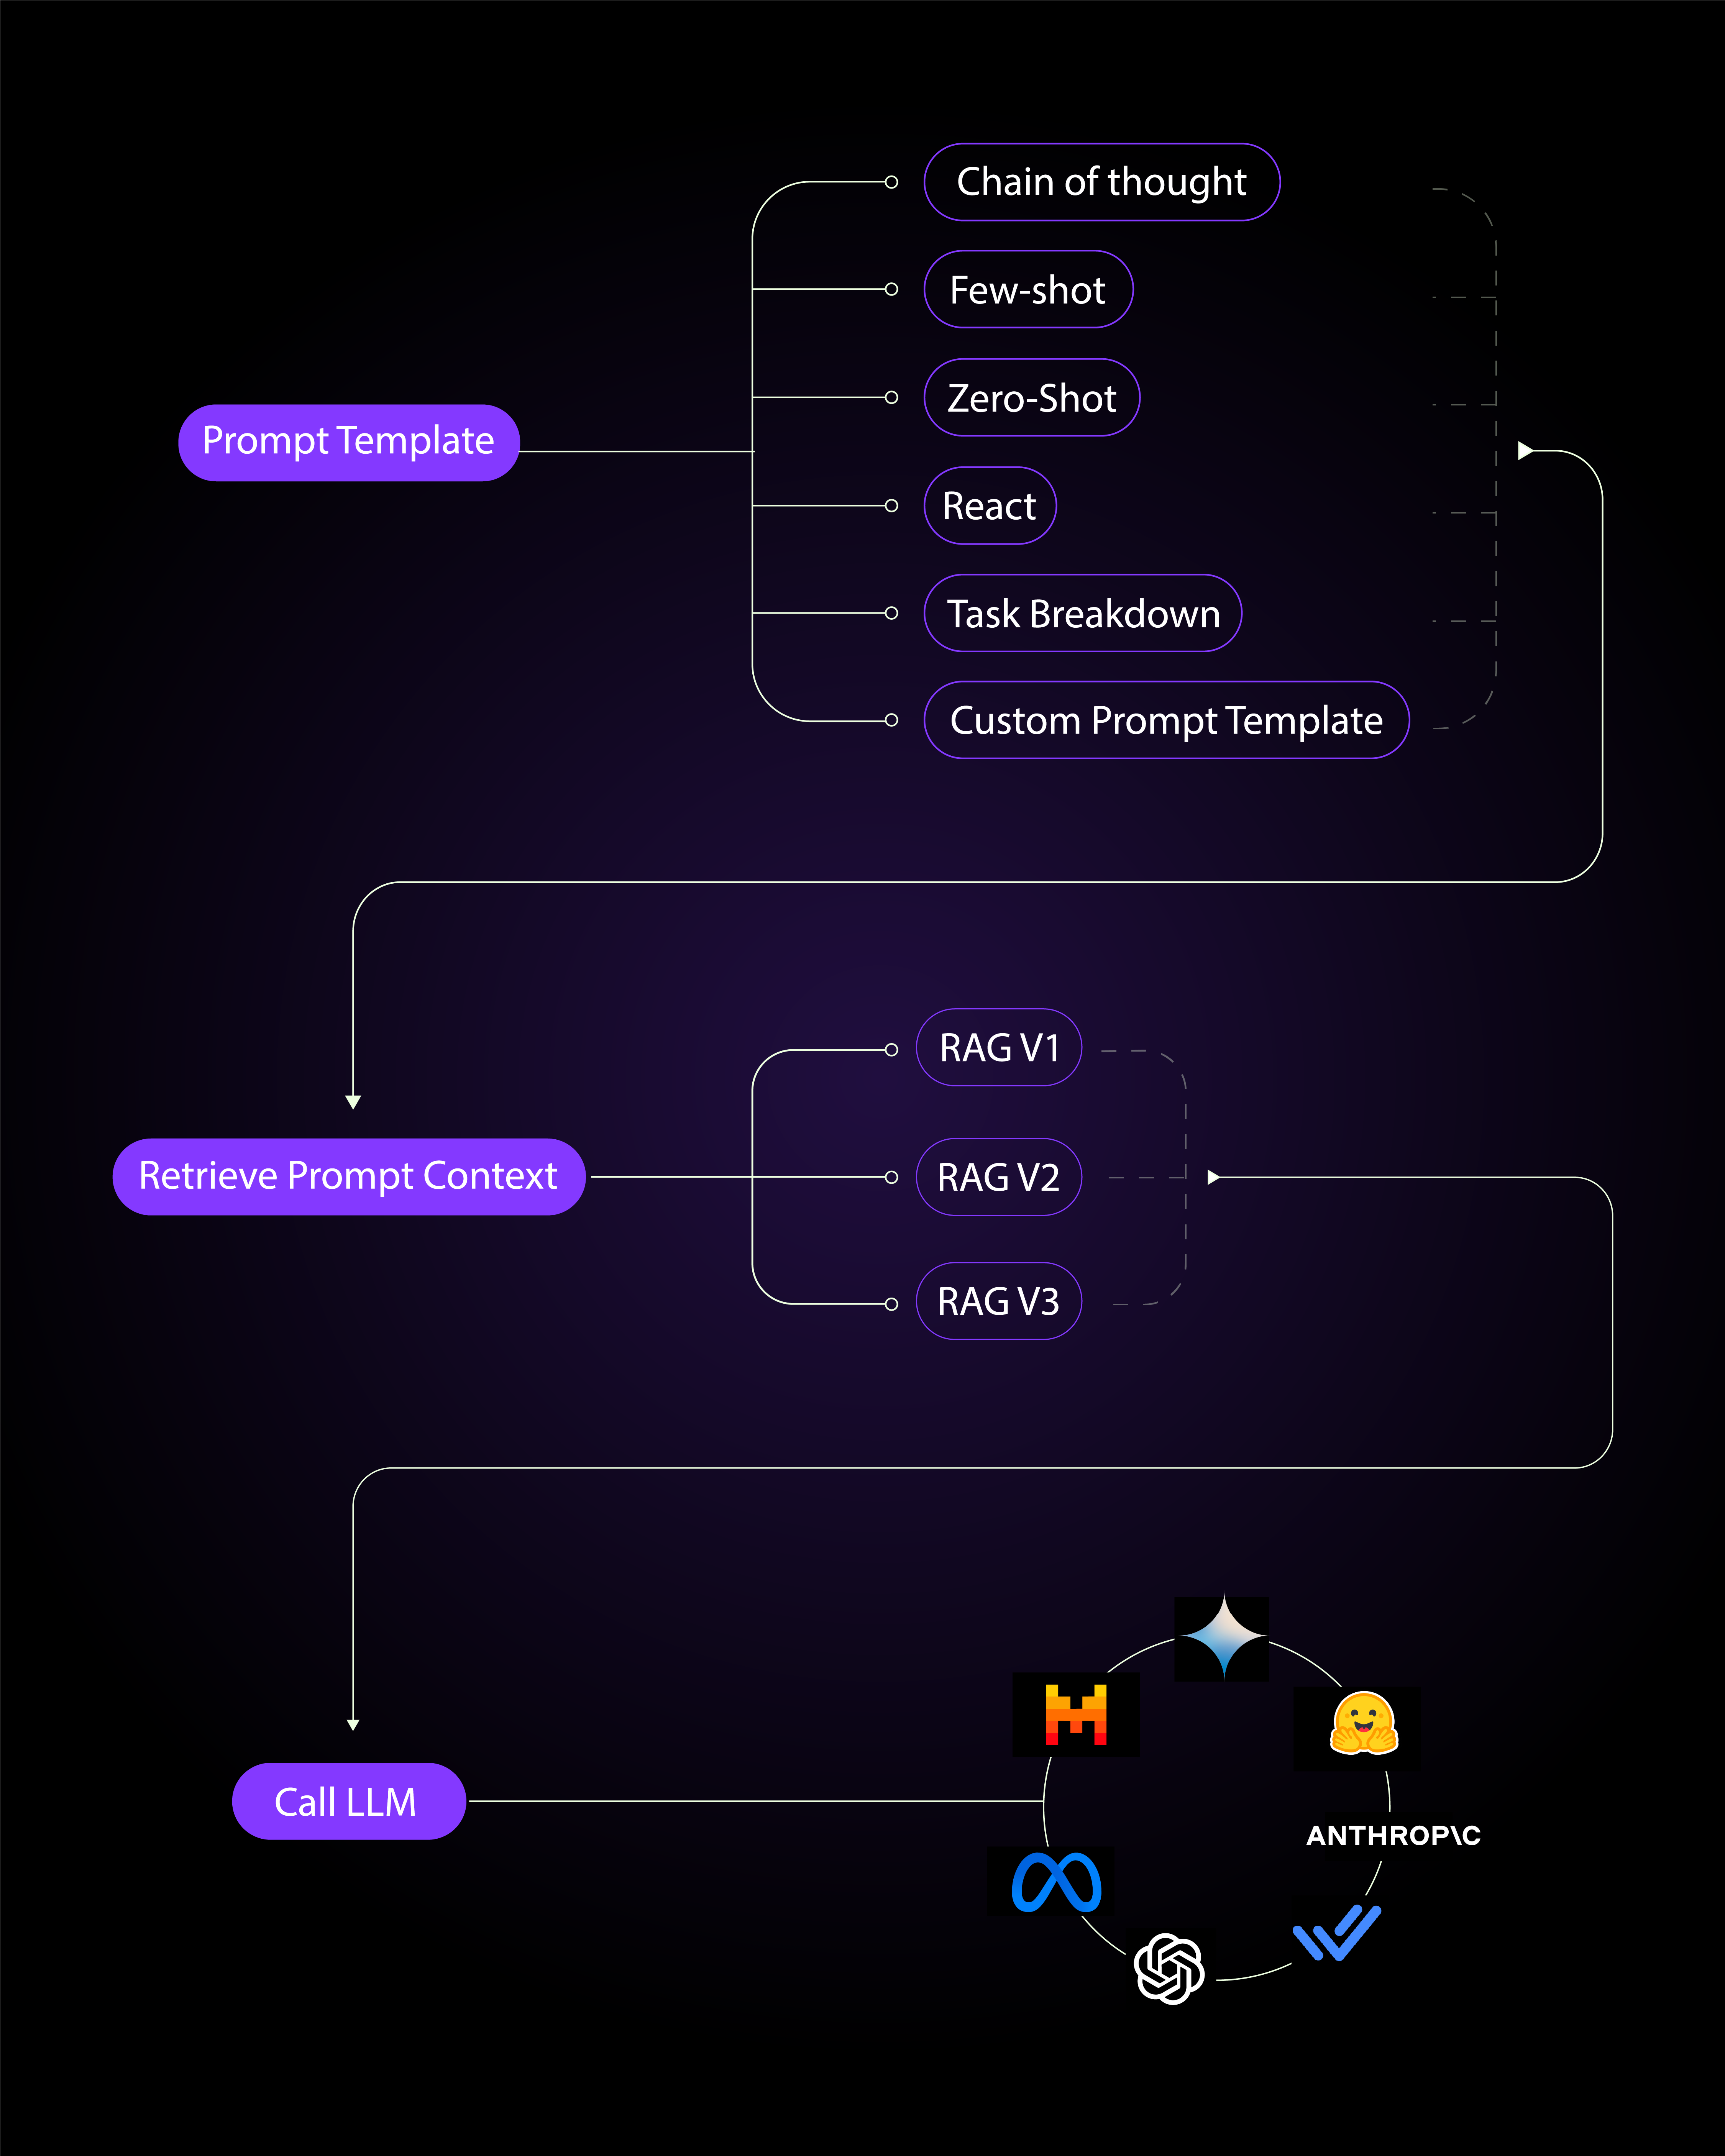 Chain of thought
Few-shot
Zero-Shot
Prompt Template
React
Task Breakdown
Custom Prompt Template
RAG V1
Retrieve Prompt Context
RAG V2
RAG V3
Call LLM
ANTHROP\C